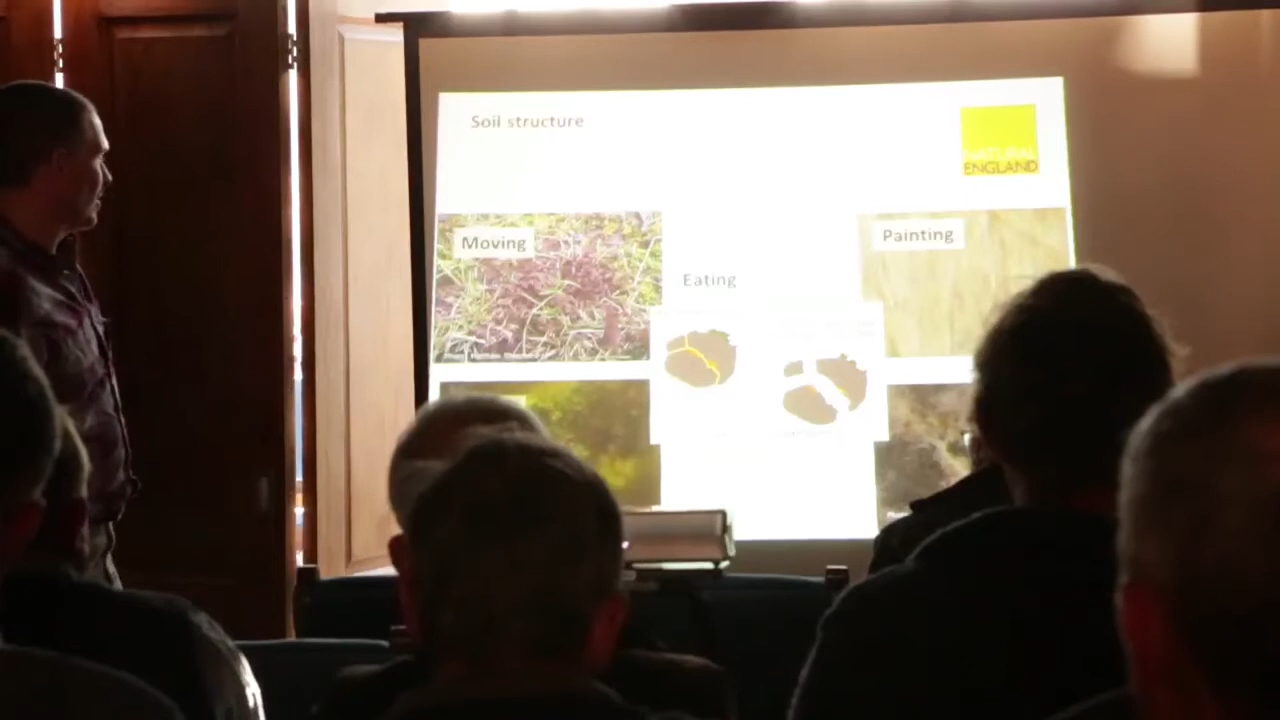 Soil structure
NATURAL
ENGLAND
Moving
Painting
Eating